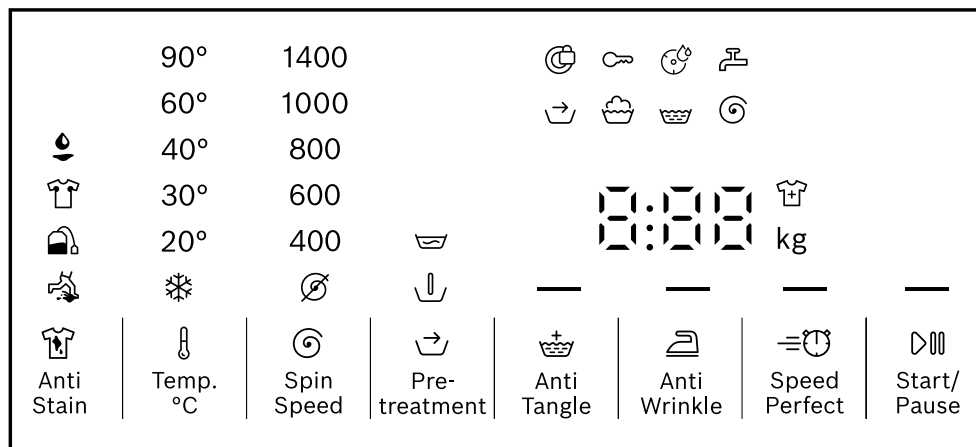 90° 1400
60° 1000
40° 800
30° 600
20° 400
8:88
kg
Anti
Stain
Temp.
°C
Spin
Speed
Pre-
treatment
Anti
Tangle
Anti
Wrinkle
Speed
Perfect
Start/
Pause